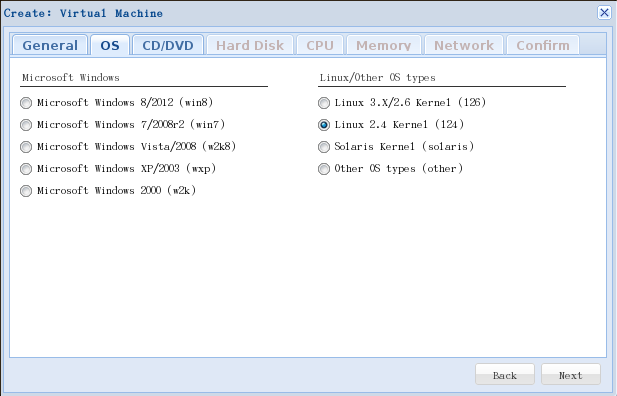 Create: Virtual Machine
General OS CD/DVD Hard Disk CPU Memory Network Confirm
Microsoft Windows
Microsoft Windows 8/2012 (win8)
Microsoft Windows 7/2008r2 (win7)
Microsoft Windows Vista/2008 (w2k8)
Microsoft Windows XP/2003 (wxp)
Microsoft Windows 2000 (w2k)
Linux/Other OS types
Linux 3.X/2.6 Kernel (l26)
Linux 2.4 Kernel (l24)
Solaris Kernel (solaris)
Other OS types (other)
Back Next